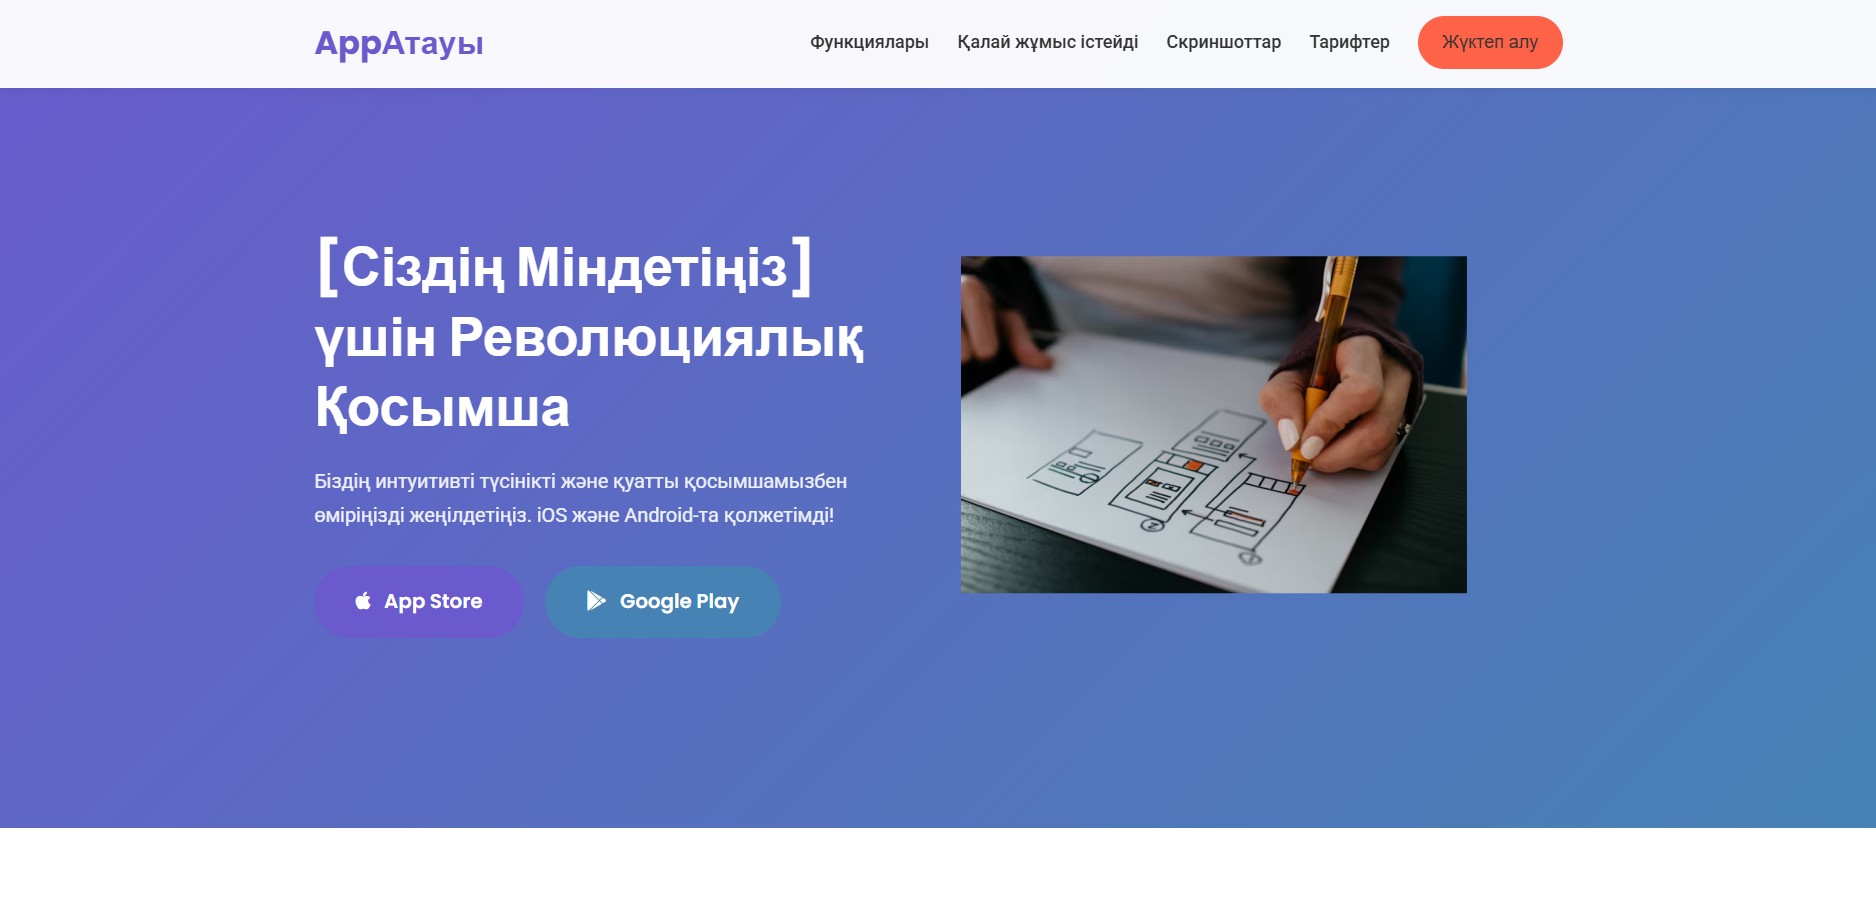 AppАтауы
Функциялары
Қалай жұмыс істейді
Скриншоттар
Тарифтер
Жүктеп алу
[Сіздің Міндетіңіз]
үшін Революциялық
Қосымша
Біздің интуитивті түсінікті және қуатты қосымшамызбен
өміріңізді жеңілдетіңіз. iOS және Android-та қолжетімді!
App Store
Google Play